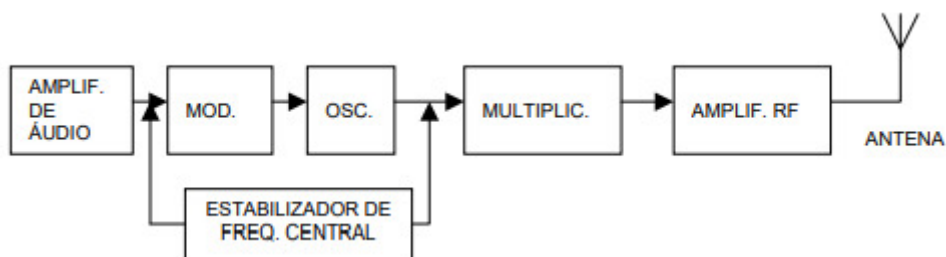 AMPLIF.
DE
ÁUDIO
MOD.
OSC.
MULTIPLIC.
AMPLIF. RF
ANTENA
ESTABILIZADOR DE
FREQ. CENTRAL